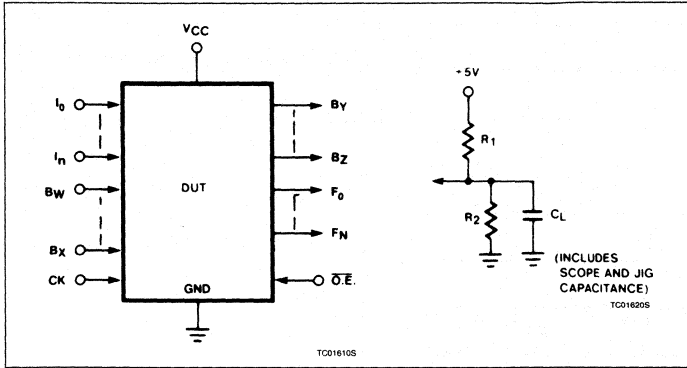 VCC
I0
In
BW
BX
CK
DUT
GND
BY
BZ
F0
FN
O.E.
TC01610S
+5V
R1
R2
CL
(INCLUDES
SCOPE AND JIG
CAPACITANCE)
TC01620S